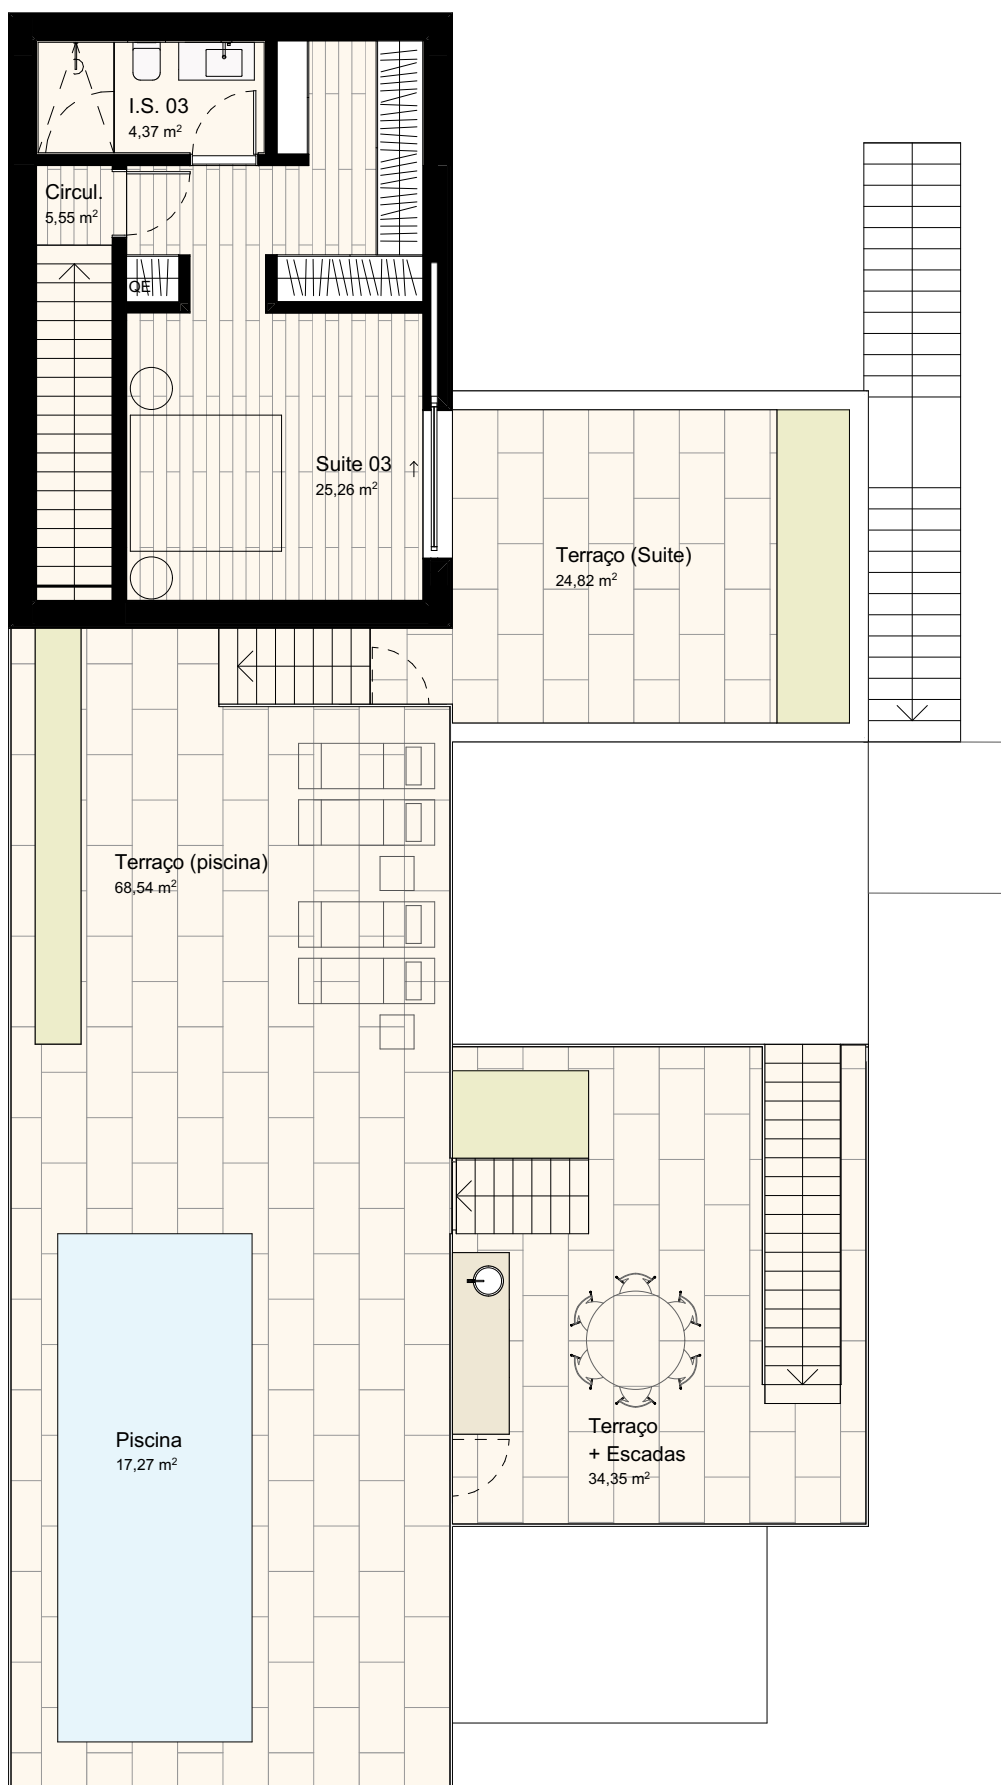 I.S. 03
4,37 m²
Circul.
5,55 m²
QE
Suite 03
25,26 m²
Terraço (Suite)
24,82 m²
Terraço (piscina)
68,54 m²
Piscina
17,27 m²
Terraço
+ Escadas
34,35 m²